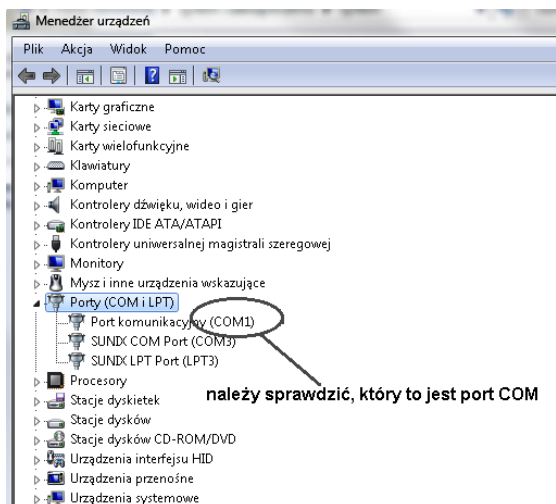 Menedżer urządzeń
Plik Akcja Widok Pomoc
Karty graficzne
Karty sieciowe
Karty wielofunkcyjne
Klawiatury
Komputer
Kontrolery dźwięku, wideo i gier
Kontrolery IDE ATA/ATAPI
Kontrolery uniwersalnej magistrali szeregowej
Monitory
Mysz i inne urządzenia wskazujące
Porty (COM i LPT)
Port komunikacyjny (COM1)
SUNIX COM Port (COM3)
SUNIX LPT Port (LPT3)
Procesory
należy sprawdzić, który to jest port COM
Stacje dyskietek
Stacje dysków
Stacje dysków CD-ROM/DVD
Urządzenia interfejsu HID
Urządzenia przenośne
Urządzenia systemowe